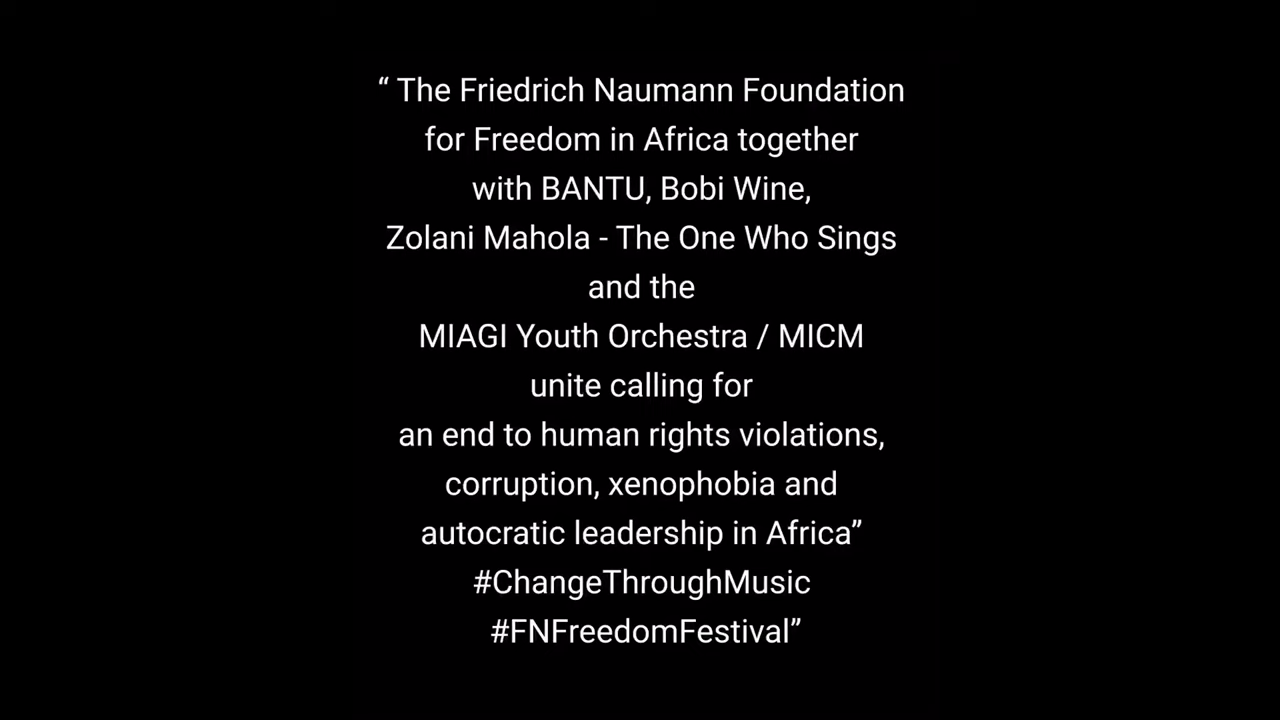 “ The Friedrich Naumann Foundation
for Freedom in Africa together
with BANTU, Bobi Wine,
Zolani Mahola - The One Who Sings
and the
MIAGI Youth Orchestra / MICM
unite calling for
an end to human rights violations,
corruption, xenophobia and
autocratic leadership in Africa”
#ChangeThroughMusic
#FNFreedomFestival”